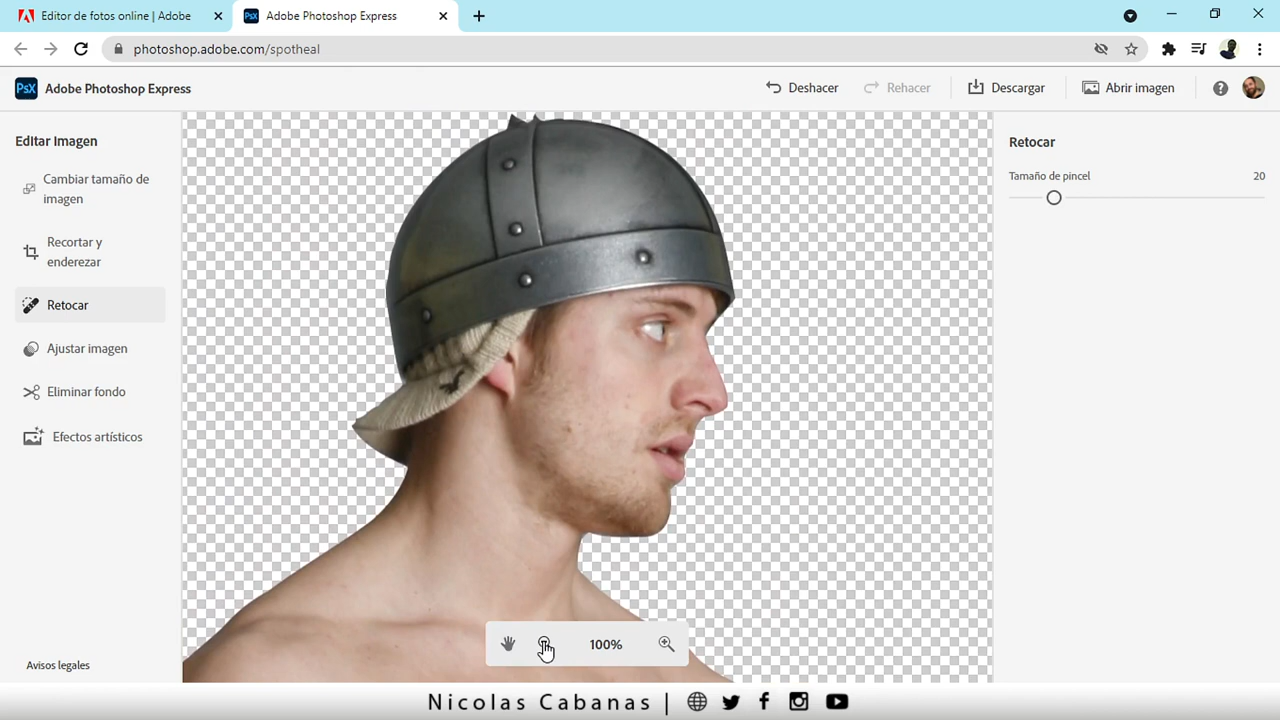 Editor de fotos online | Adobe
PsX
Adobe Photoshop Express
photoshop.adobe.com/spotheal
PsX
Adobe Photoshop Express
Deshacer
Rehacer
Descargar
Abrir imagen
Editar Imagen
Cambiar tamaño de
imagen
Recortar y
enderezar
Retocar
Ajustar imagen
Eliminar fondo
Efectos artísticos
Avisos legales
100%
Retocar
Tamaño de pincel 20
Nicolas Cabanas |